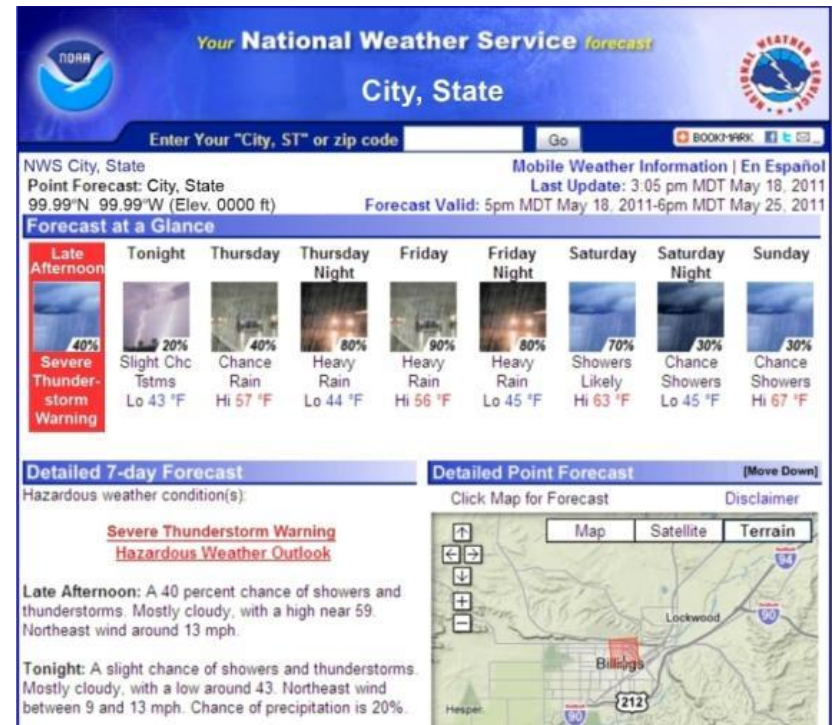 NOAA
Your National Weather Service forecast
City, State
NATIONAL WEATHER SERVICE
Enter Your "City, ST" or zip code Go BOOKMARK
NWS City, State Mobile Weather Information | En Español
Point Forecast: City, State Last Update: 3:05 pm MDT May 18, 2011
99.99°N 99.99°W (Elev. 0000 ft) Forecast Valid: 5pm MDT May 18, 2011-6pm MDT May 25, 2011
Forecast at a Glance
Late Afternoon
40%
Severe Thunder-storm Warning
Tonight
20%
Slight Chc Tstms
Lo 43 °F
Thursday
40%
Chance Rain
Hi 57 °F
Thursday Night
80%
Heavy Rain
Lo 44 °F
Friday
90%
Heavy Rain
Hi 56 °F
Friday Night
80%
Heavy Rain
Lo 45 °F
Saturday
70%
Showers Likely
Hi 63 °F
Saturday Night
30%
Chance Showers
Lo 45 °F
Sunday
30%
Chance Showers
Hi 67 °F
Detailed 7-day Forecast
Hazardous weather condition(s):
Severe Thunderstorm Warning
Hazardous Weather Outlook
Late Afternoon: A 40 percent chance of showers and
thunderstorms. Mostly cloudy, with a high near 59.
Northeast wind around 13 mph.
Tonight: A slight chance of showers and thunderstorms.
Mostly cloudy, with a low around 43. Northeast wind
between 9 and 13 mph. Chance of precipitation is 20%.
Detailed Point Forecast [Move Down]
Click Map for Forecast Disclaimer
Map Satellite Terrain
94
Lockwood
90
Billings
212
Hesper
90